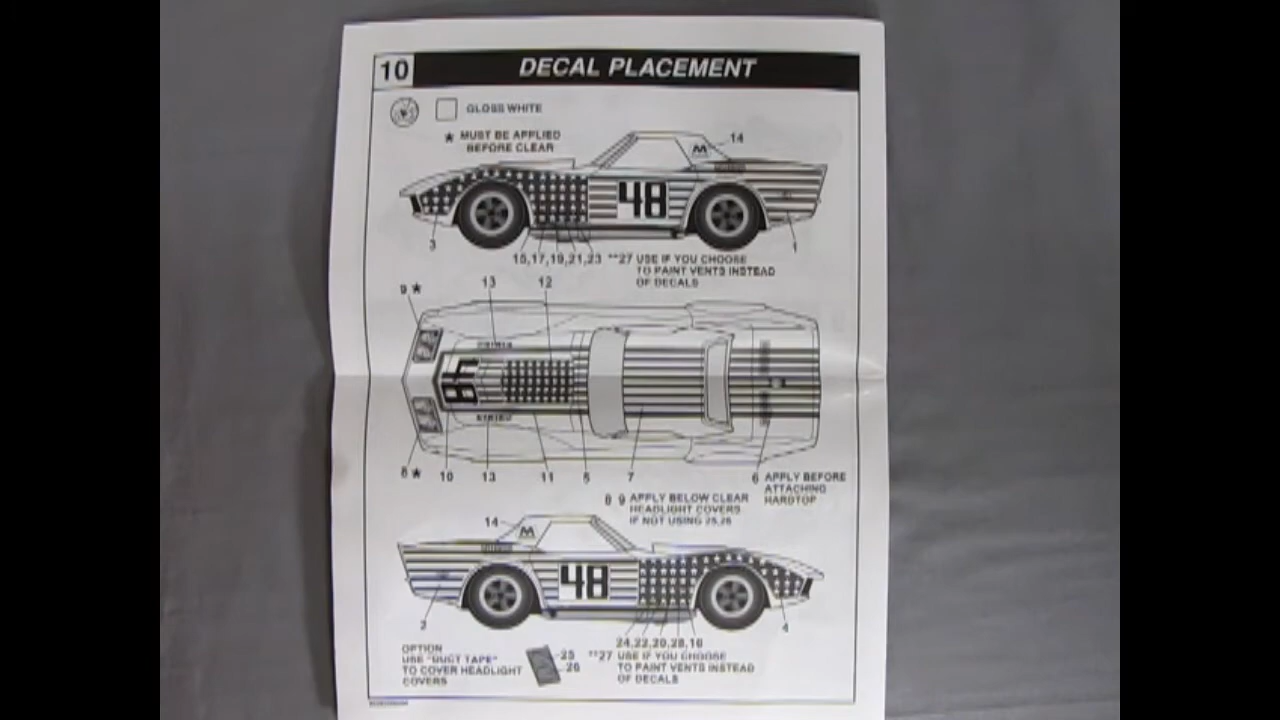 10 DECAL PLACEMENT
GLOSS WHITE
★ MUST BE APPLIED
BEFORE CLEAR
14
48
3
1
15,17,19,21,23
**27 USE IF YOU CHOOSE
TO PAINT VENTS INSTEAD
OF DECALS
9★
13
12
48
8★
10
13
11
5
7
6 APPLY BEFORE
ATTACHING
HARDTOP
8 9 APPLY BELOW CLEAR
HEADLIGHT COVERS
IF NOT USING 25,26
14
48
2
4
24,22,20,28,16
OPTION
USE "DUCT TAPE"
TO COVER HEADLIGHT
COVERS
25
26
**27 USE IF YOU CHOOSE
TO PAINT VENTS INSTEAD
OF DECALS